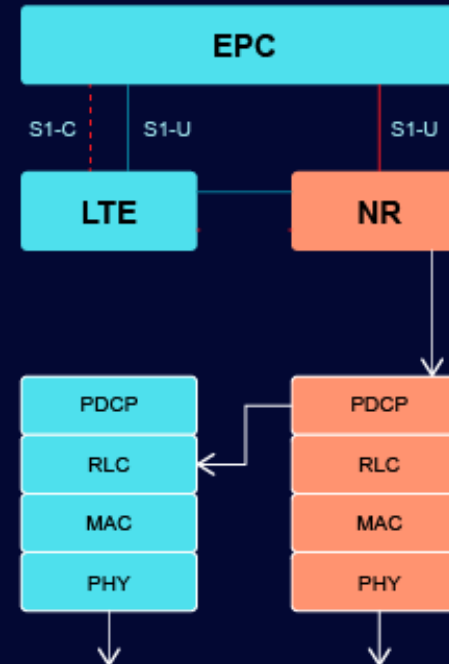 EPC
S1-C S1-U S1-U
LTE NR
PDCP PDCP
RLC RLC
MAC MAC
PHY PHY